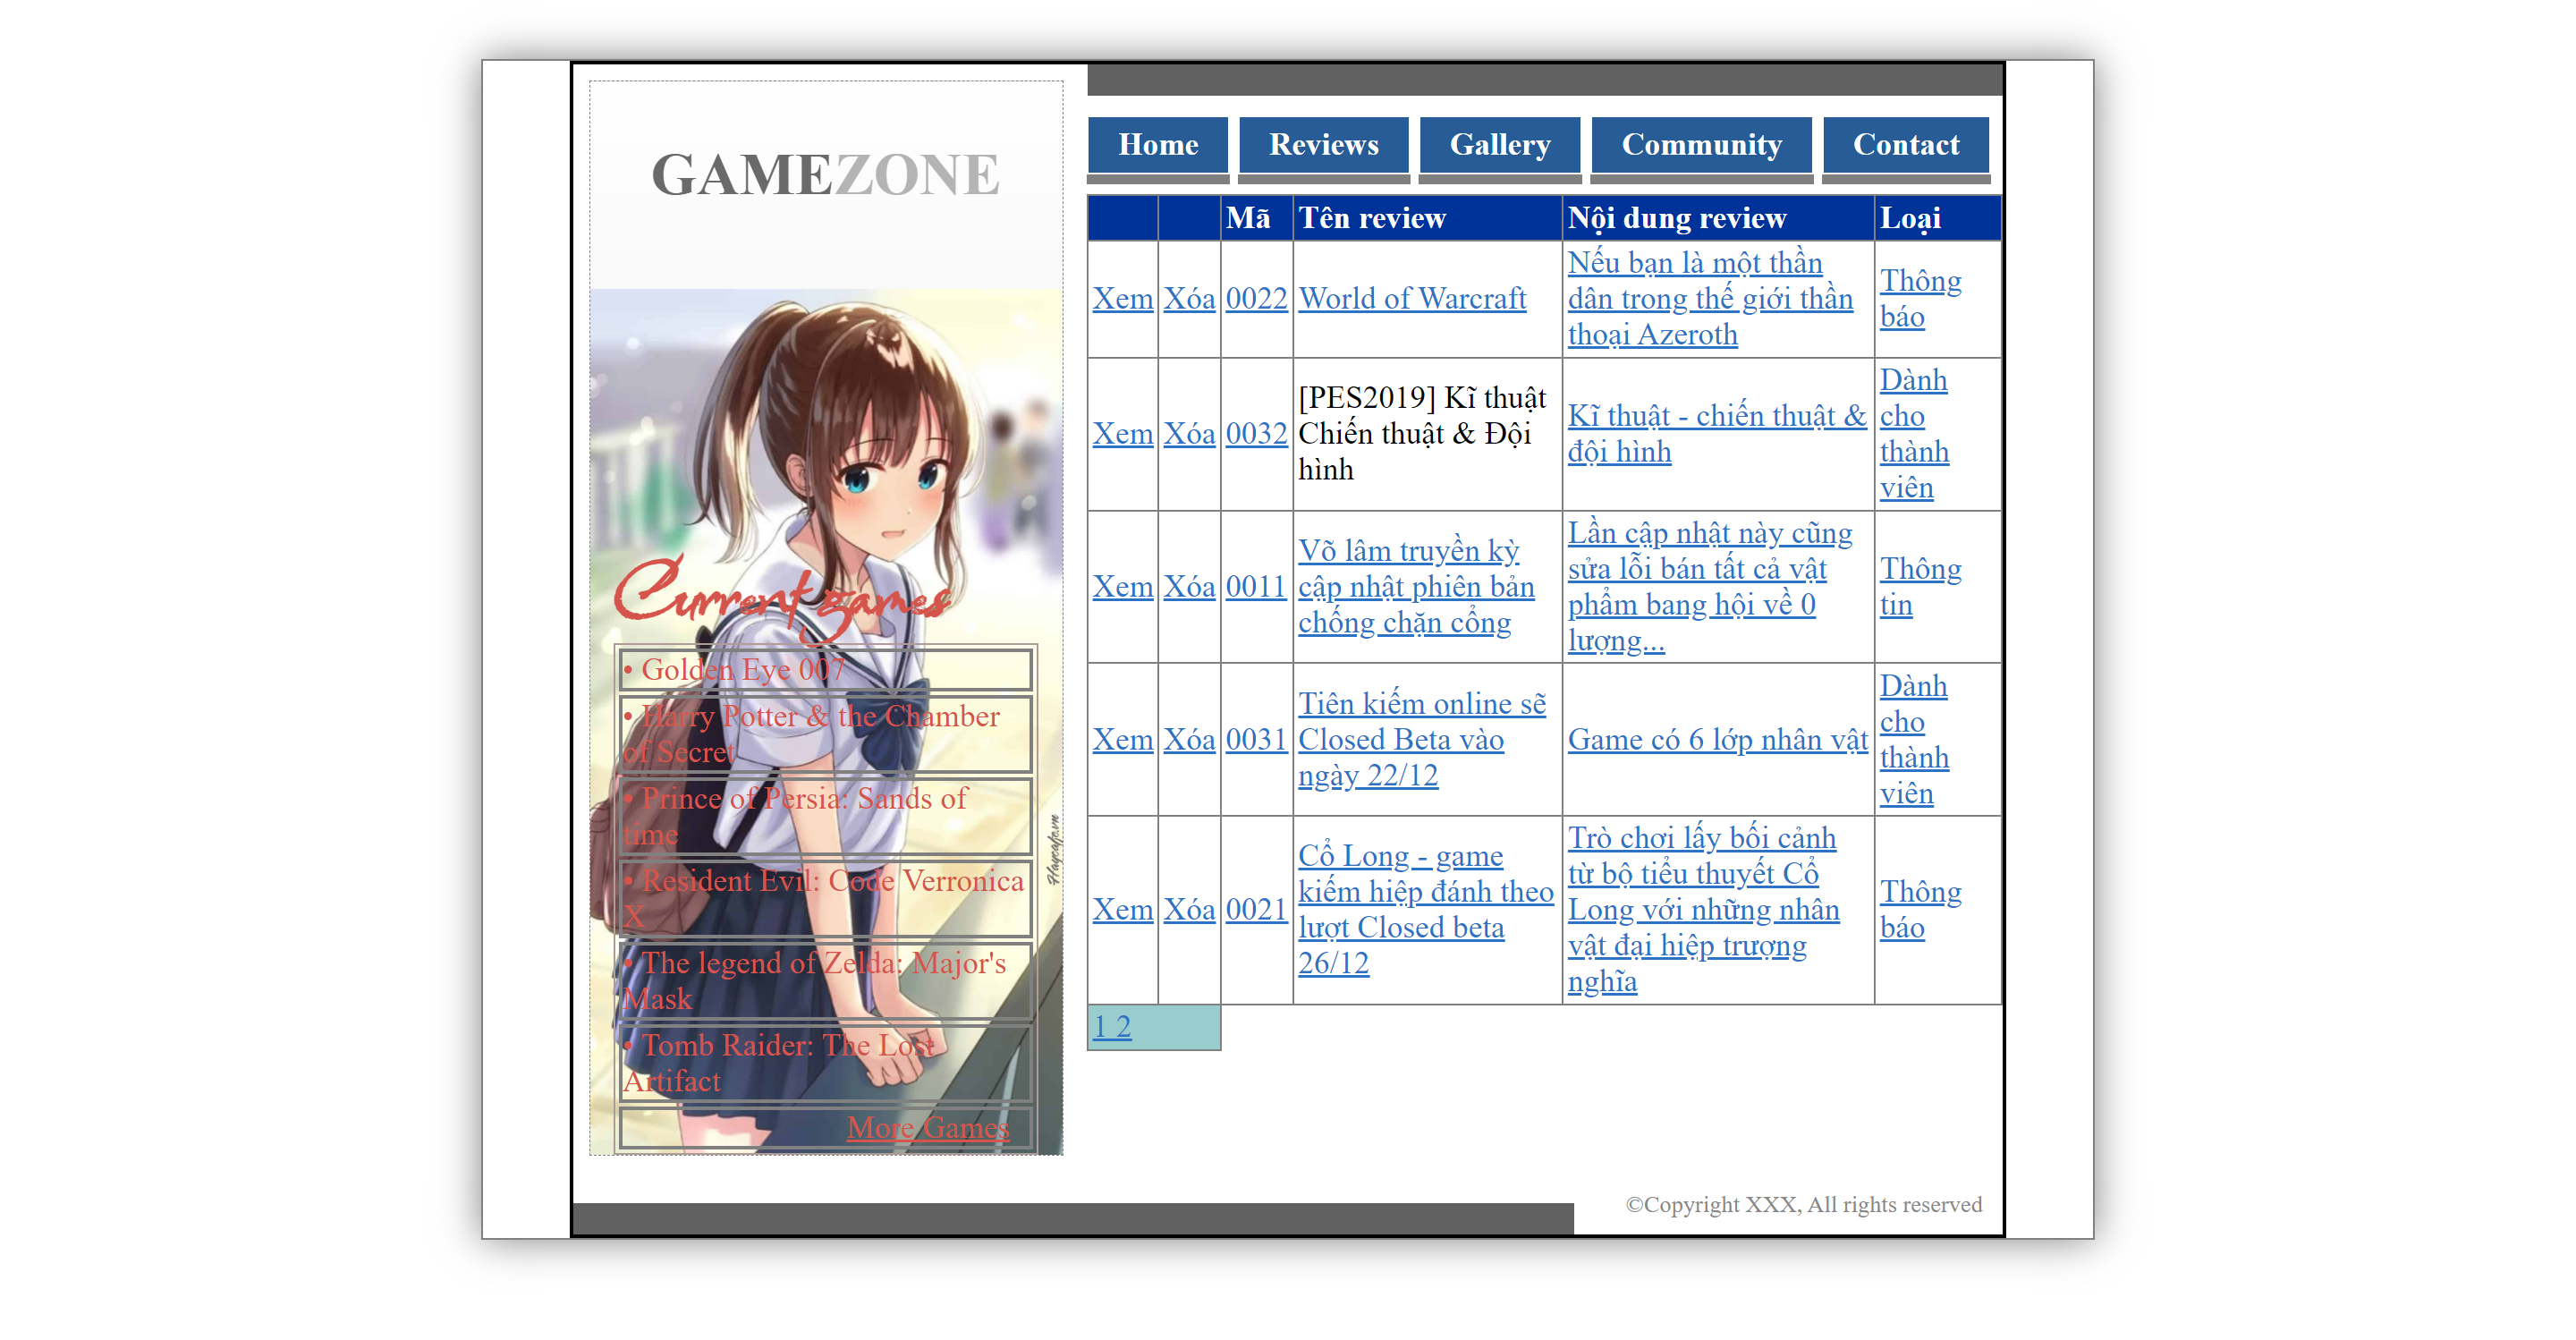 GAMEZONE
Current games
• Golden Eye 007
• Harry Potter & the Chamber
of Secret
• Prince of Persia: Sands of
time
• Resident Evil: Code Verronica
X
• The legend of Zelda: Major's
Mask
• Tomb Raider: The Lost
Artifact
More Games
Haycafe.vn
Home Reviews Gallery Community Contact
Mã Tên review Nội dung review Loại
Xem Xóa 0022
World of Warcraft
Nếu bạn là một thần
dân trong thế giới thần
thoại Azeroth
Thông
báo
Xem Xóa 0032
[PES2019] Kĩ thuật
Chiến thuật & Đội
hình
Kĩ thuật - chiến thuật &
đội hình
Dành
cho
thành
viên
Xem Xóa 0011
Võ lâm truyền kỳ
cập nhật phiên bản
chống chặn cổng
Lần cập nhật này cũng
sửa lỗi bán tất cả vật
phẩm bang hội về 0
lượng...
Thông
tin
Xem Xóa 0031
Tiên kiếm online sẽ
Closed Beta vào
ngày 22/12
Game có 6 lớp nhân vật
Dành
cho
thành
viên
Xem Xóa 0021
Cổ Long - game
kiếm hiệp đánh theo
lượt Closed beta
26/12
Trò chơi lấy bối cảnh
từ bộ tiểu thuyết Cổ
Long với những nhân
vật đại hiệp trượng
nghĩa
Thông
báo
1 2
©Copyright XXX, All rights reserved